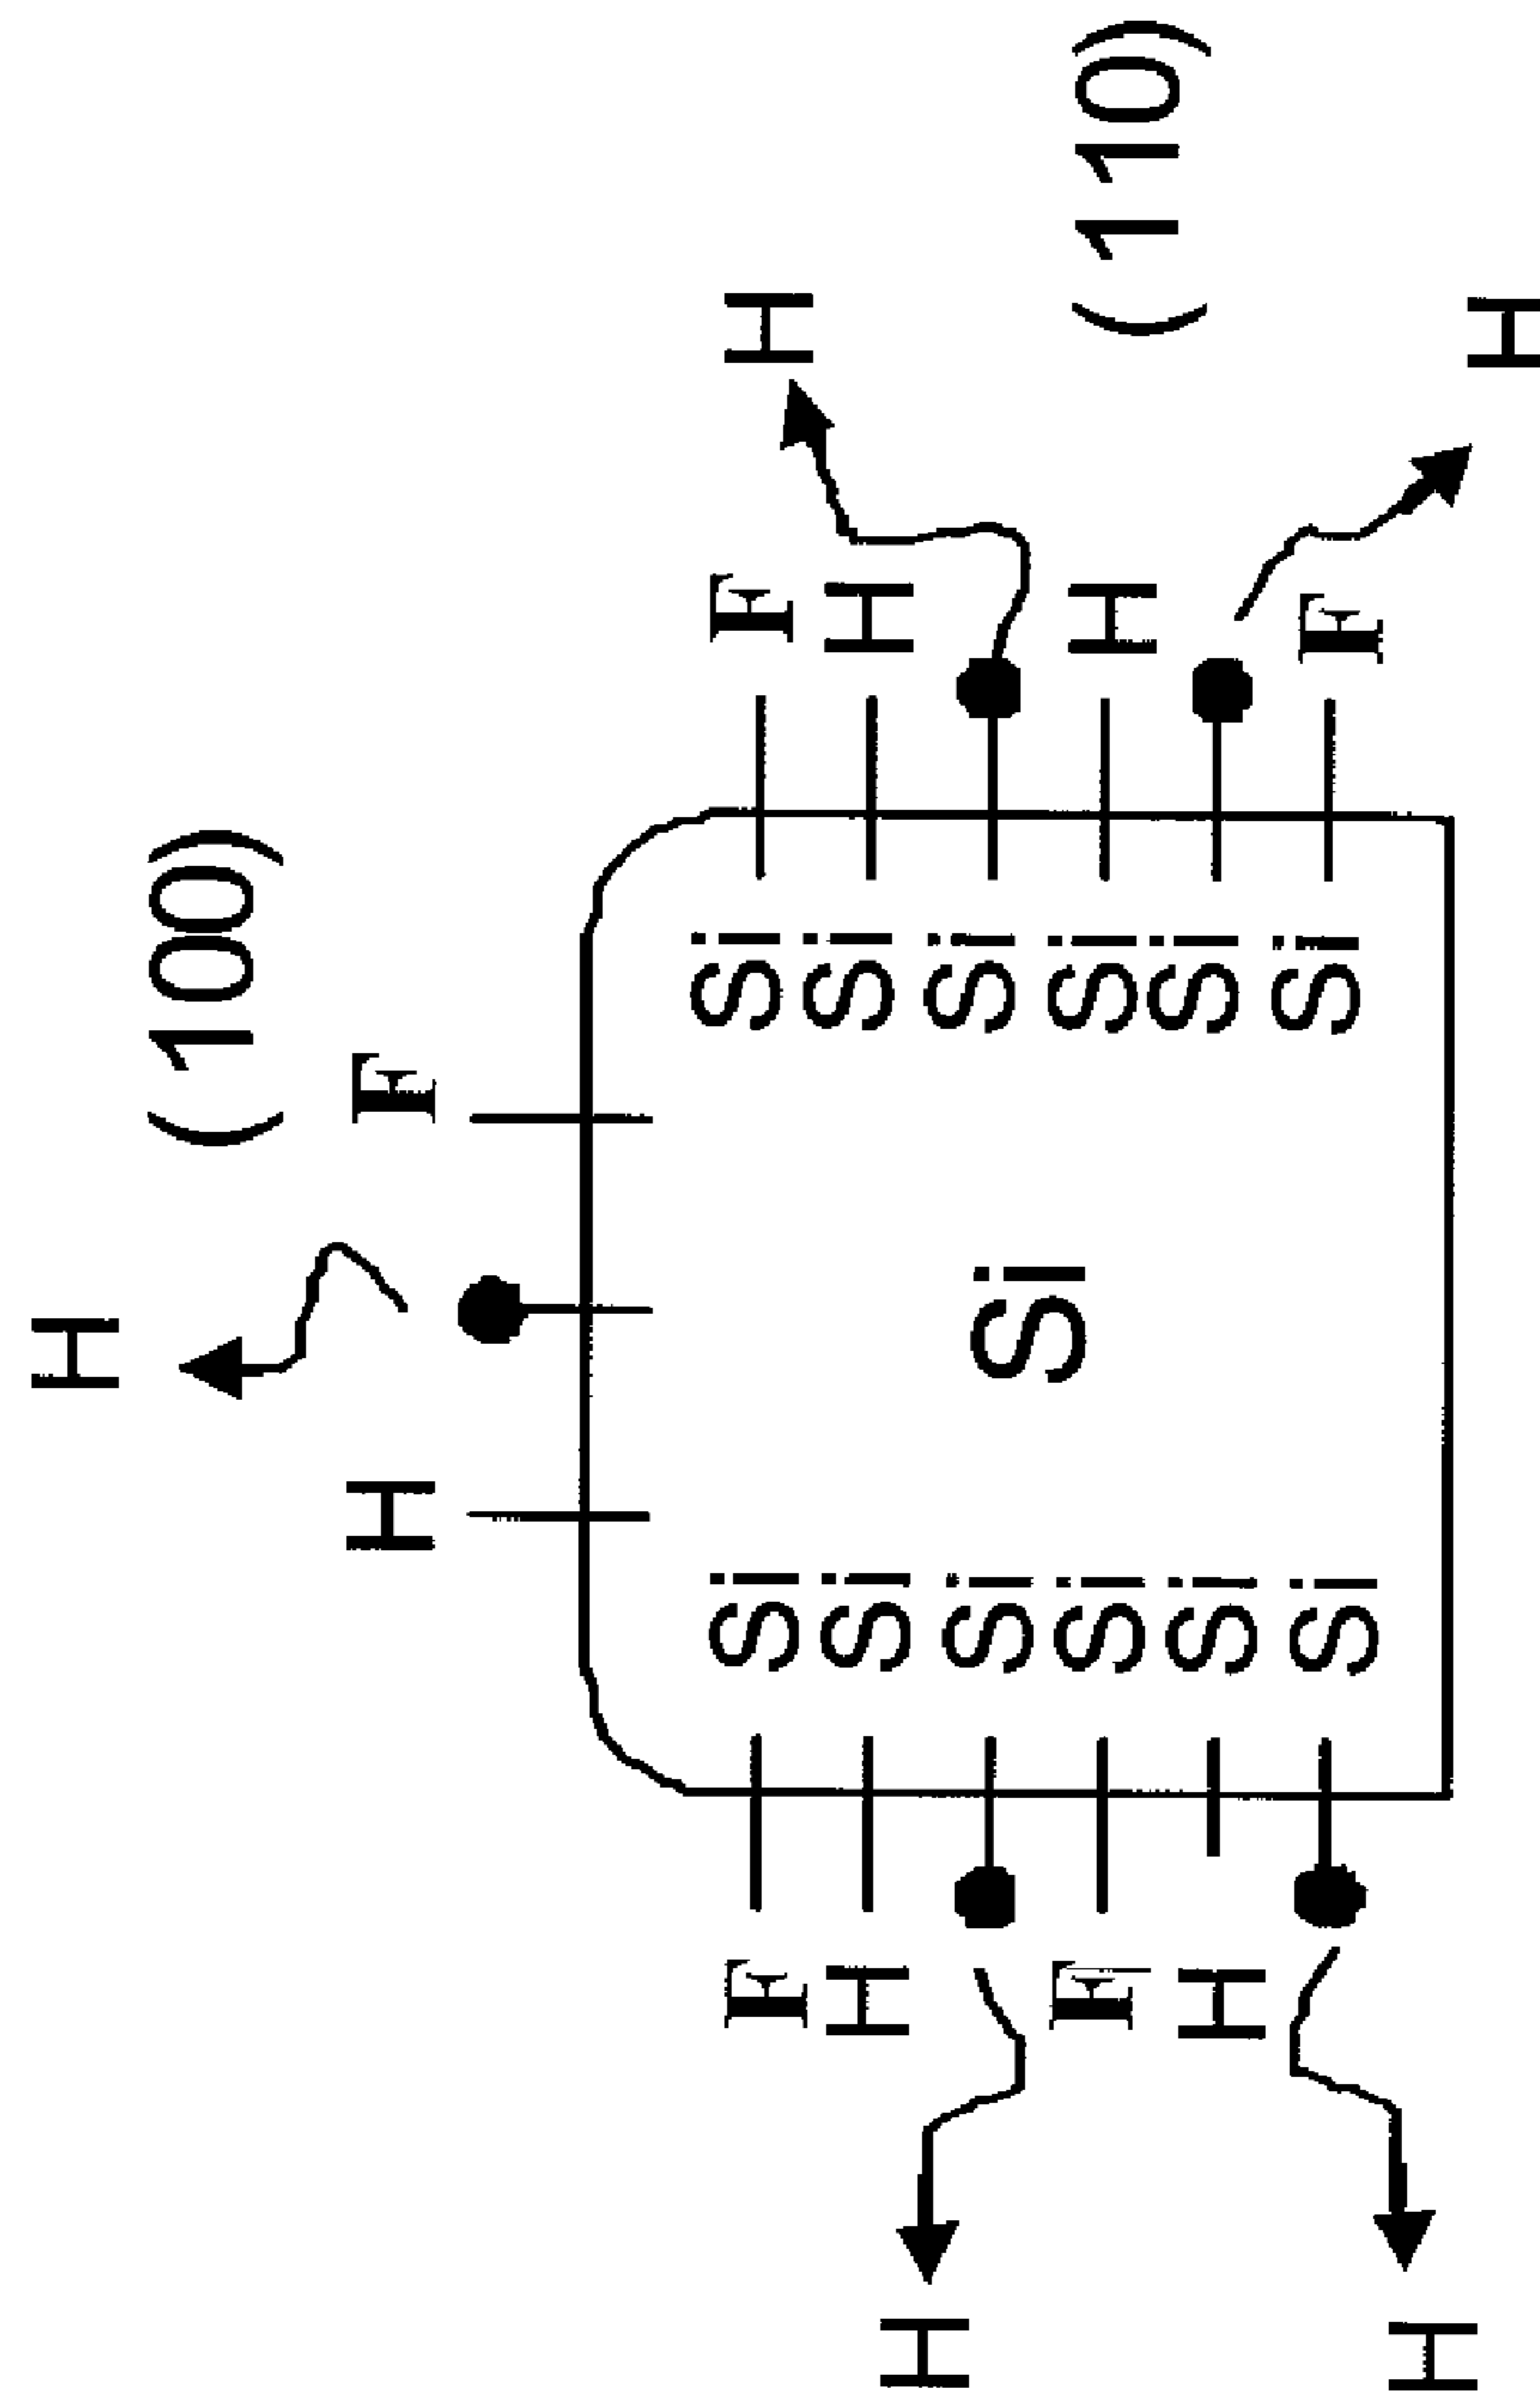 H
(100)
H F
F Si Si F H
H Si Si H
H Si Si
Si
F Si Si H (110)
H Si Si
Si Si F
H H